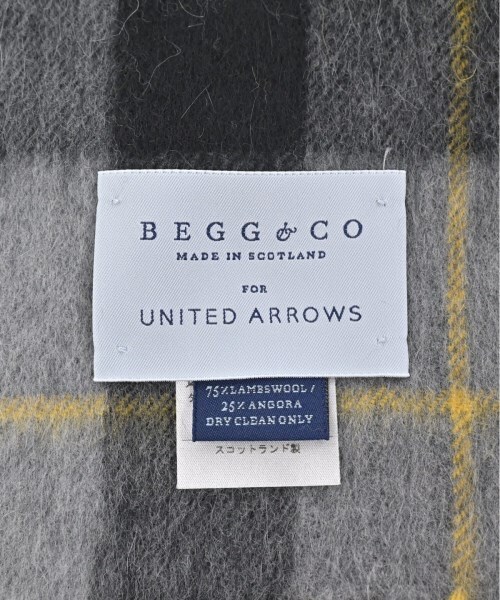 BEGG & CO
MADE IN SCOTLAND
FOR
UNITED ARROWS
75%LAMBSWOOL/
25%ANGORA
DRY CLEAN ONLY
スコットランド製